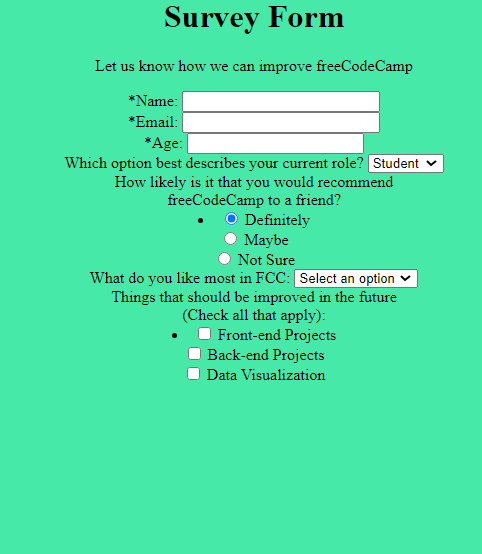 Survey Form
Let us know how we can improve freeCodeCamp
*Name:
*Email:
*Age:
Which option best describes your current role? Student
How likely is it that you would recommend
freeCodeCamp to a friend?
• Definitely
Maybe
Not Sure
What do you like most in FCC: Select an option
Things that should be improved in the future
(Check all that apply):
• Front-end Projects
Back-end Projects
Data Visualization